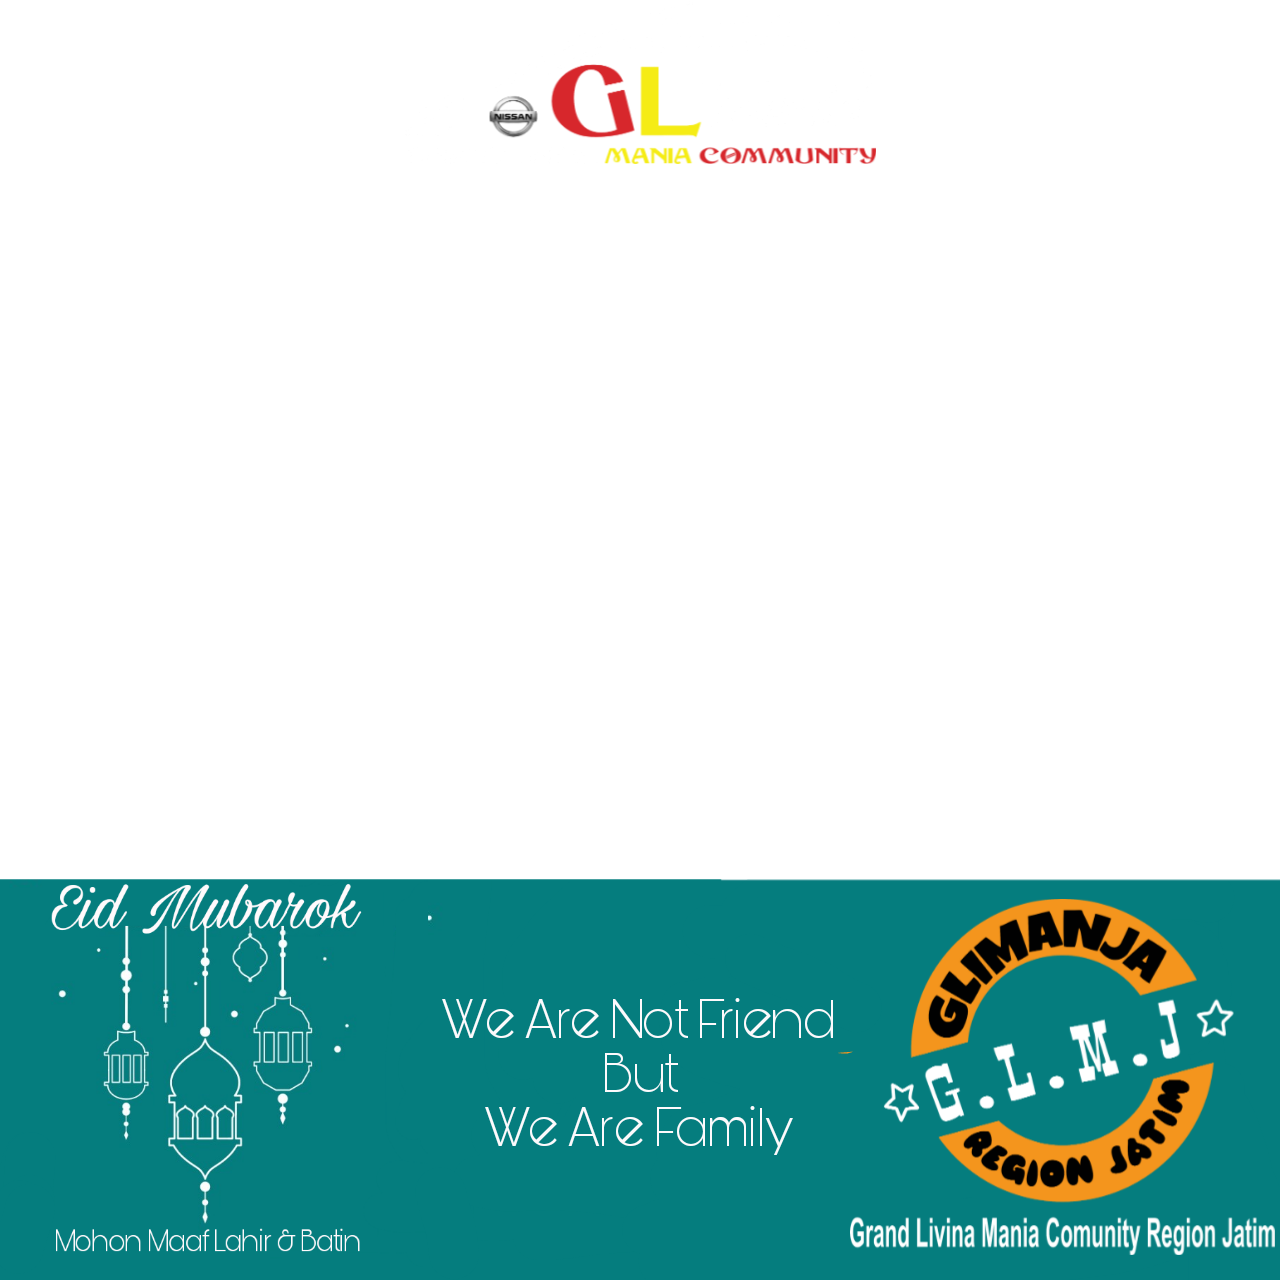 NISSAN
GL
MANIA COMMUNITY
Eid Mubarok
Mohon Maaf Lahir & Batin
We Are Not Friend
But
We Are Family
GLIMANJA
G.L.M.J
REGION JATIM
Grand Livina Mania Comunity Region Jatim